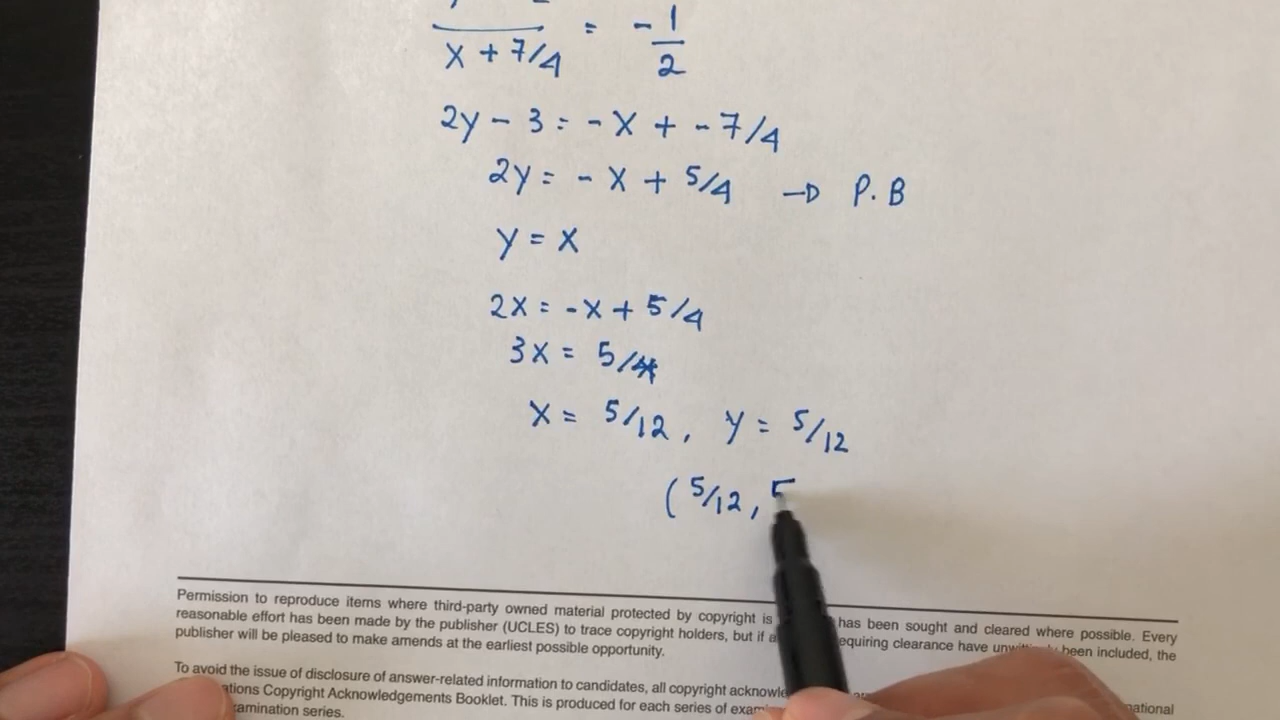 x + 7/4 = - 1/2
2y - 3 = - x + - 7/4
2y = - x + 5/4 → P.B
y = x
2x = -x + 5/4
3x = 5/4
x = 5/12, y = 5/12
(5/12, 5
Permission to reproduce items where third-party owned material protected by copyright is has been sought and cleared where possible. Every
reasonable effort has been made by the publisher (UCLES) to trace copyright holders, but if a requiring clearance have been included, the
publisher will be pleased to make amends at the earliest possible opportunity.
To avoid the issue of disclosure of answer-related information to candidates, all copyright
ations Copyright Acknowledgements Booklet. This is produced for each series of national
amination series.